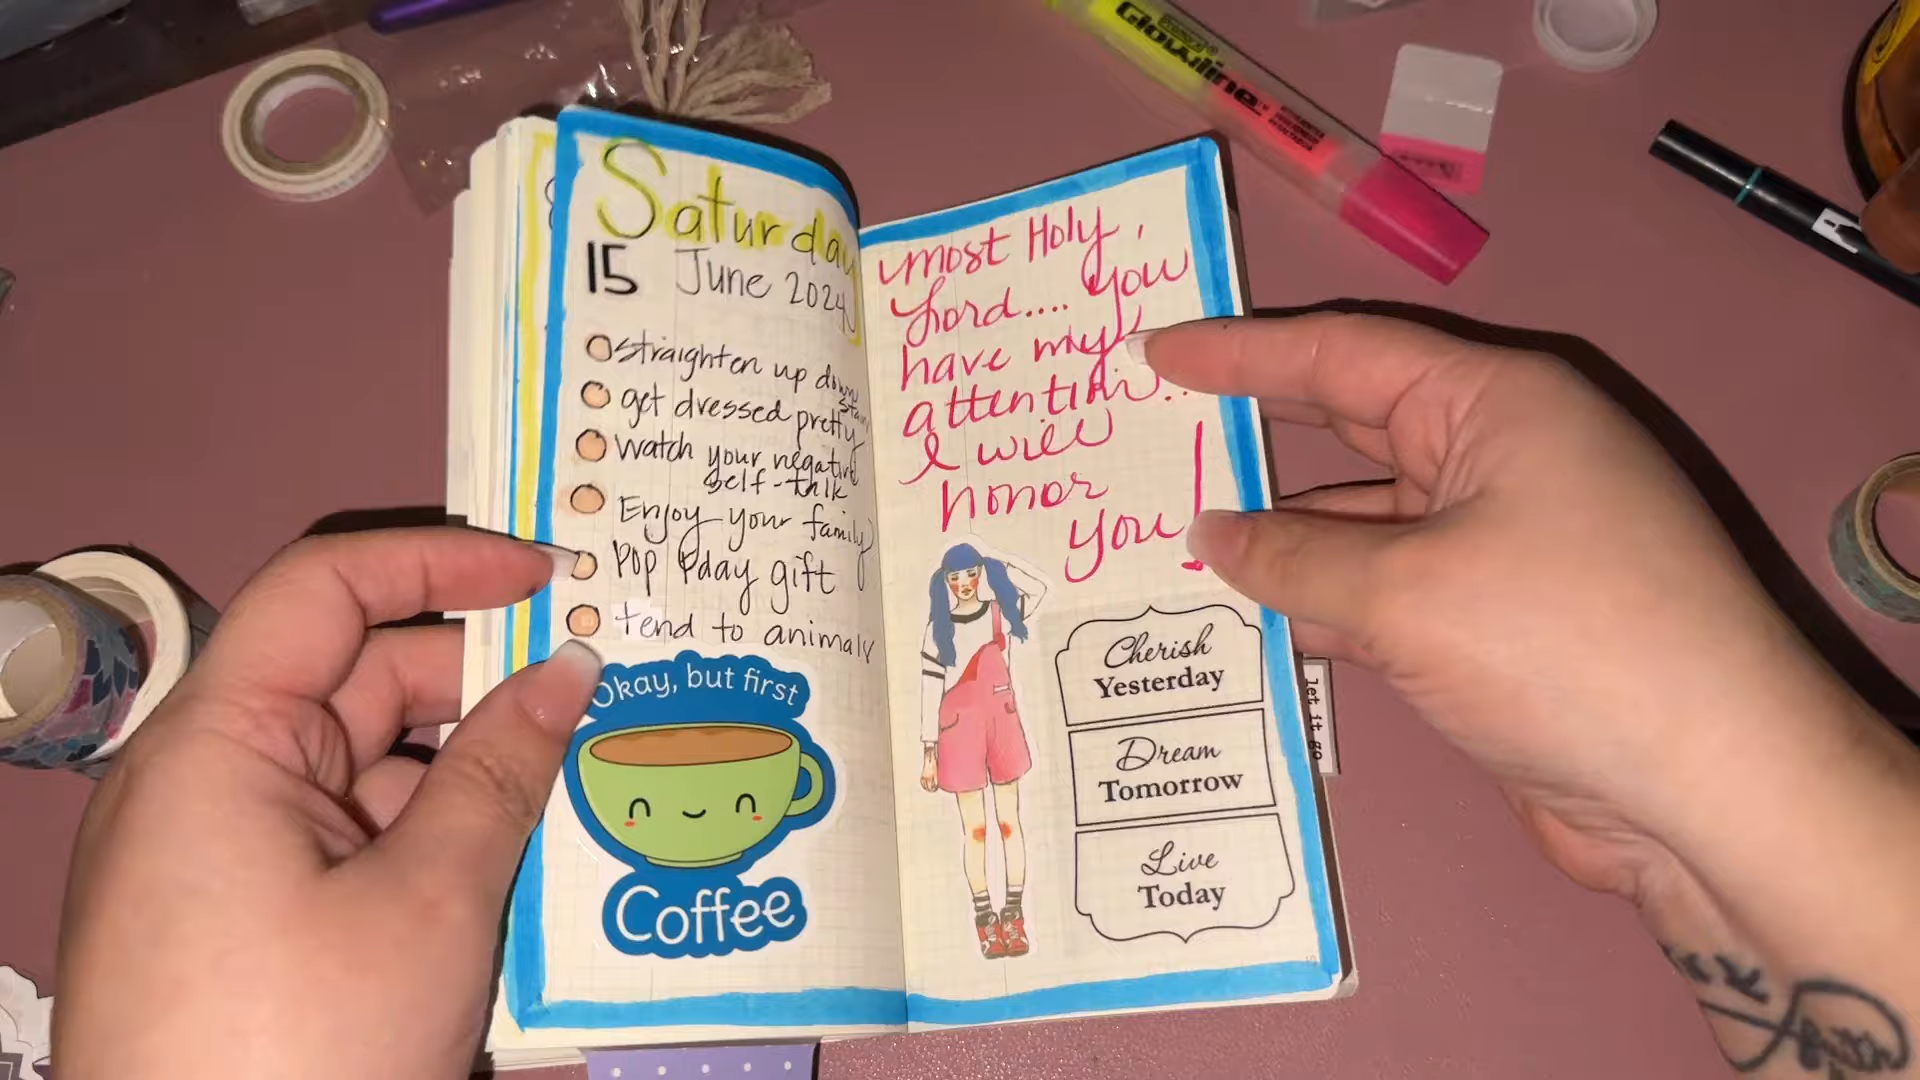 Saturday
15 June 2024
straighten up down
stairs
get dressed pretty
watch your negative
self-talk
Enjoy your family
Pop Pday gift
tend to animals
Okay, but first
Coffee
most Holy,
Lord.... you
have my
attention...
I will
honor
you!
Cherish
Yesterday
Dream
Tomorrow
Live
Today
let it go
Glowline